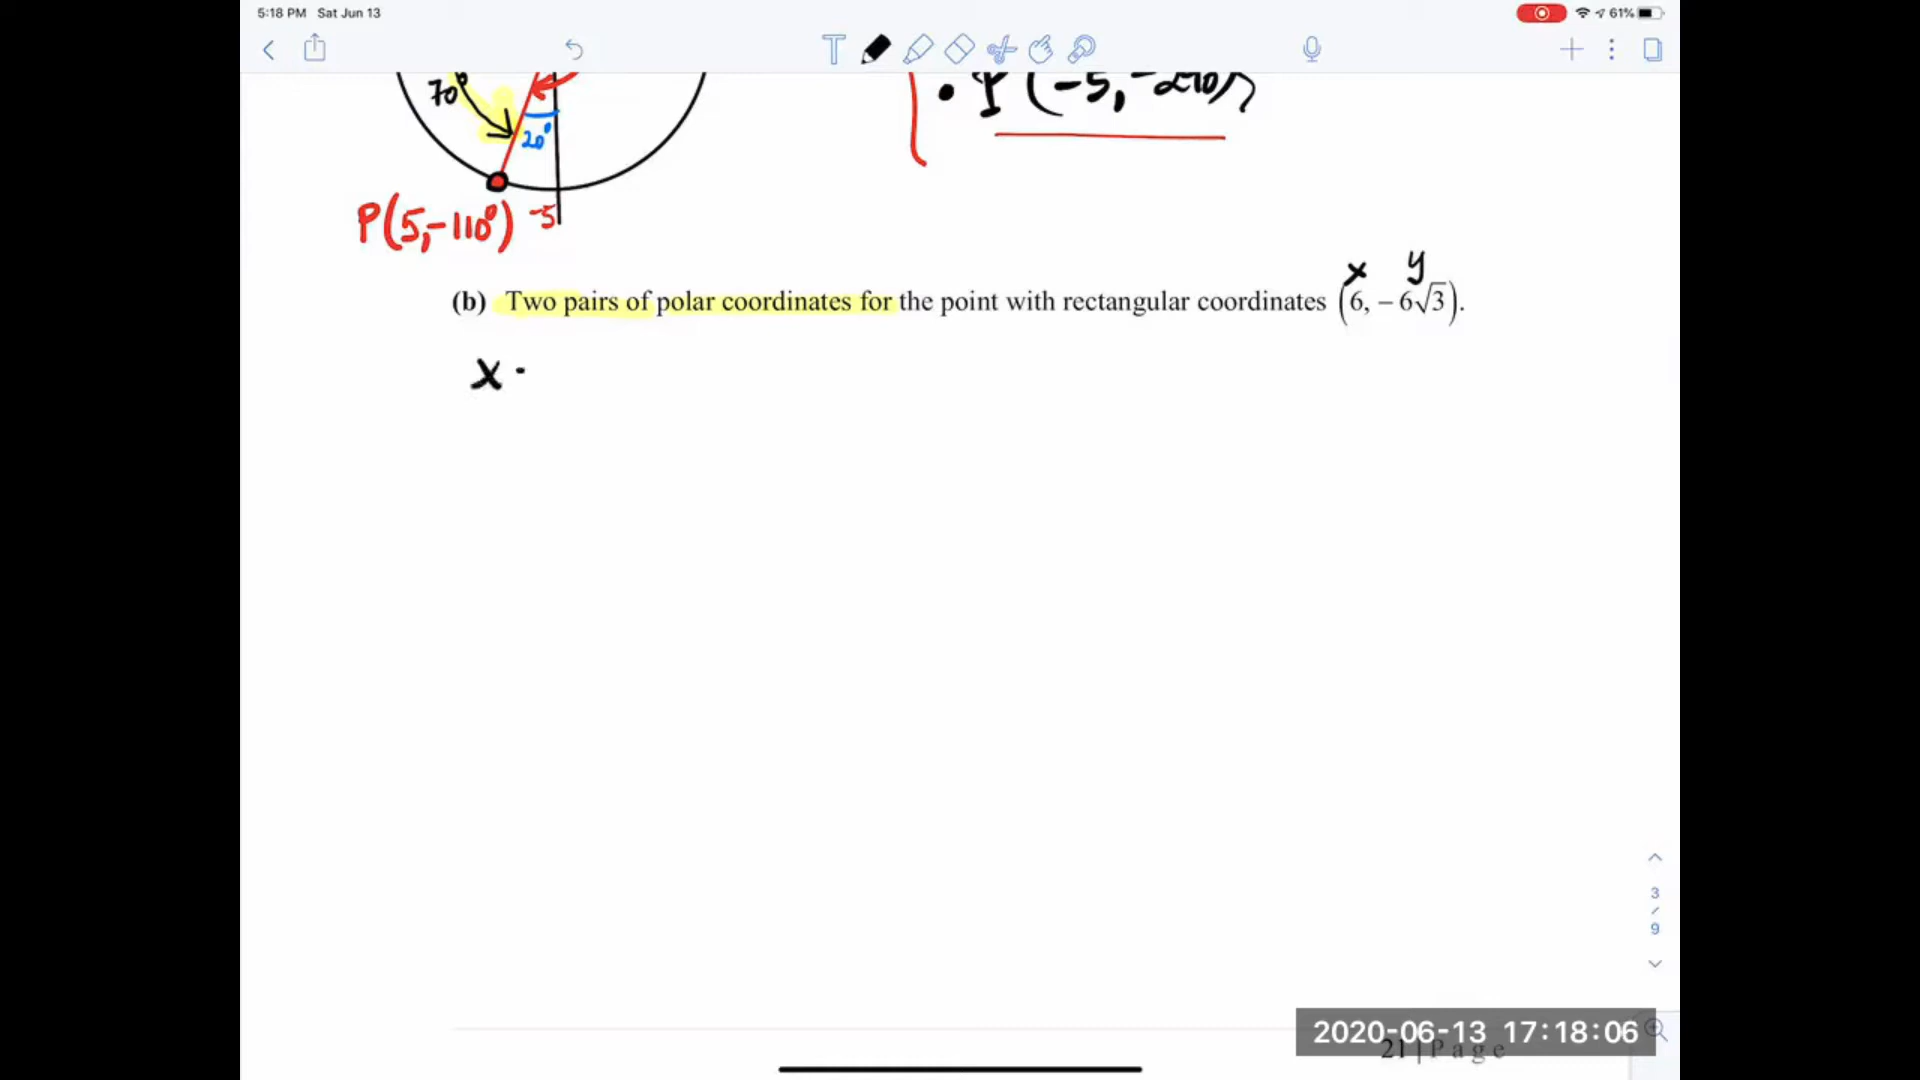 5:18 PM Sat Jun 13
61%
70°
20°
P(5,-110°) -5
x y
(b) Two pairs of polar coordinates for the point with rectangular coordinates (6, – 6√3).
x
3
/
9
2020-06-13 17:18:06
21 | P a g e